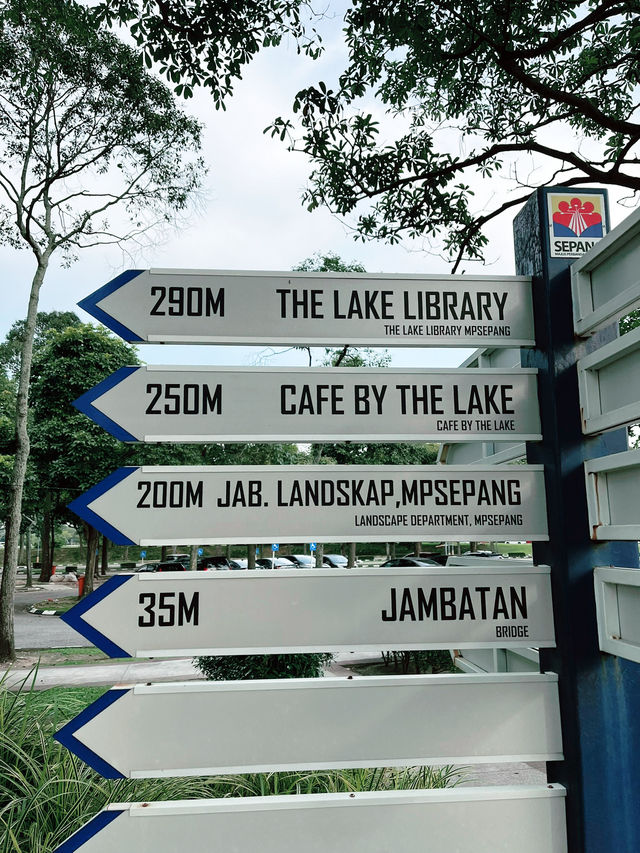 SEPAN
290M THE LAKE LIBRARY
THE LAKE LIBRARY MPSEPANG
250M CAFE BY THE LAKE
CAFE BY THE LAKE
200M JAB. LANDSKAP,MPSEPANG
LANDSCAPE DEPARTMENT, MPSEPANG
35M JAMBATAN
BRIDGE